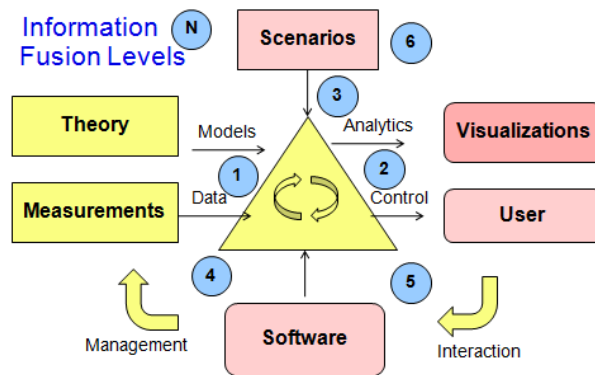 Information
Fusion Levels
N
Scenarios
6
3
Theory
Models
Analytics
Visualizations
1
2
Measurements
Data
Control
User
4
5
Software
Management
Interaction